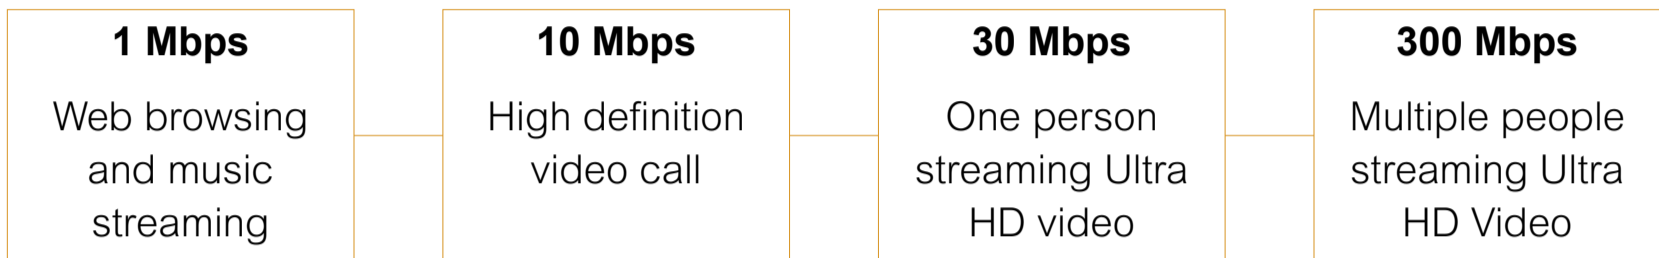 1 Mbps
Web browsing
and music
streaming
10 Mbps
High definition
video call
30 Mbps
One person
streaming Ultra
HD video
300 Mbps
Multiple people
streaming Ultra
HD Video